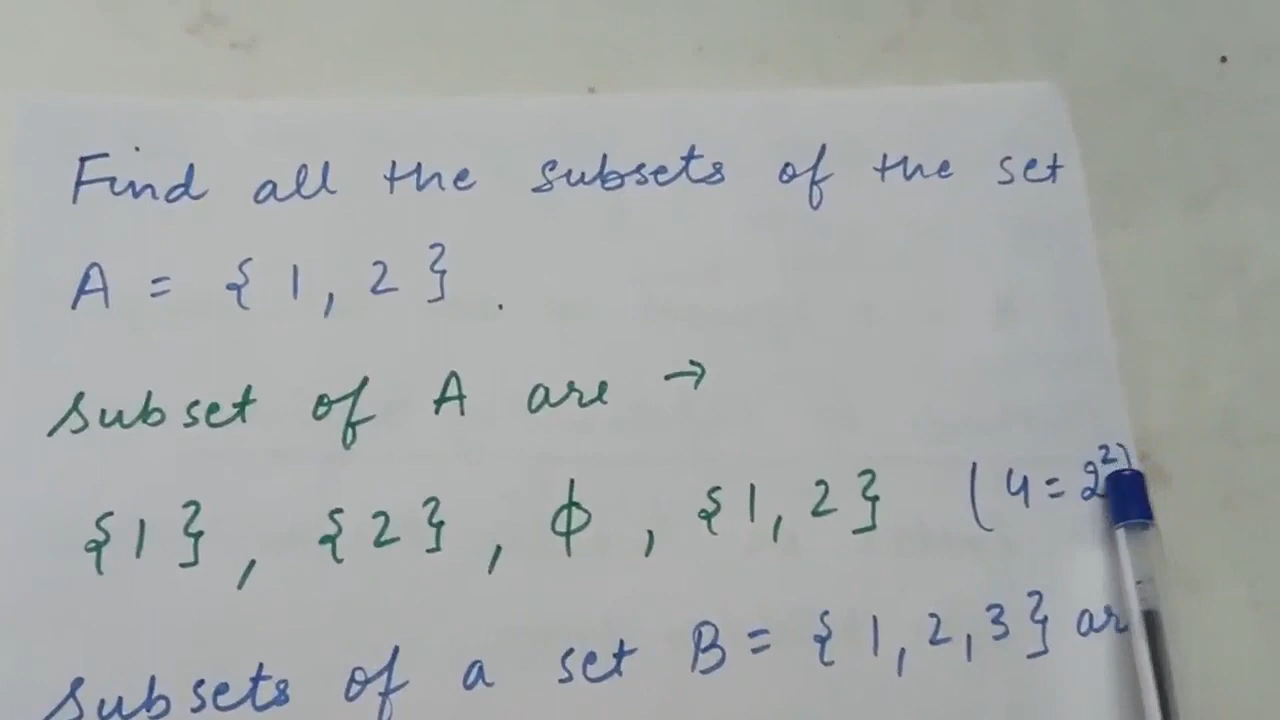 Find all the subsets of the set
A = { 1, 2 } .
Subset of A are →
{1}, {2}, ϕ, {1, 2} (4 = 2²)
Subsets of a set B = {1, 2, 3} ar